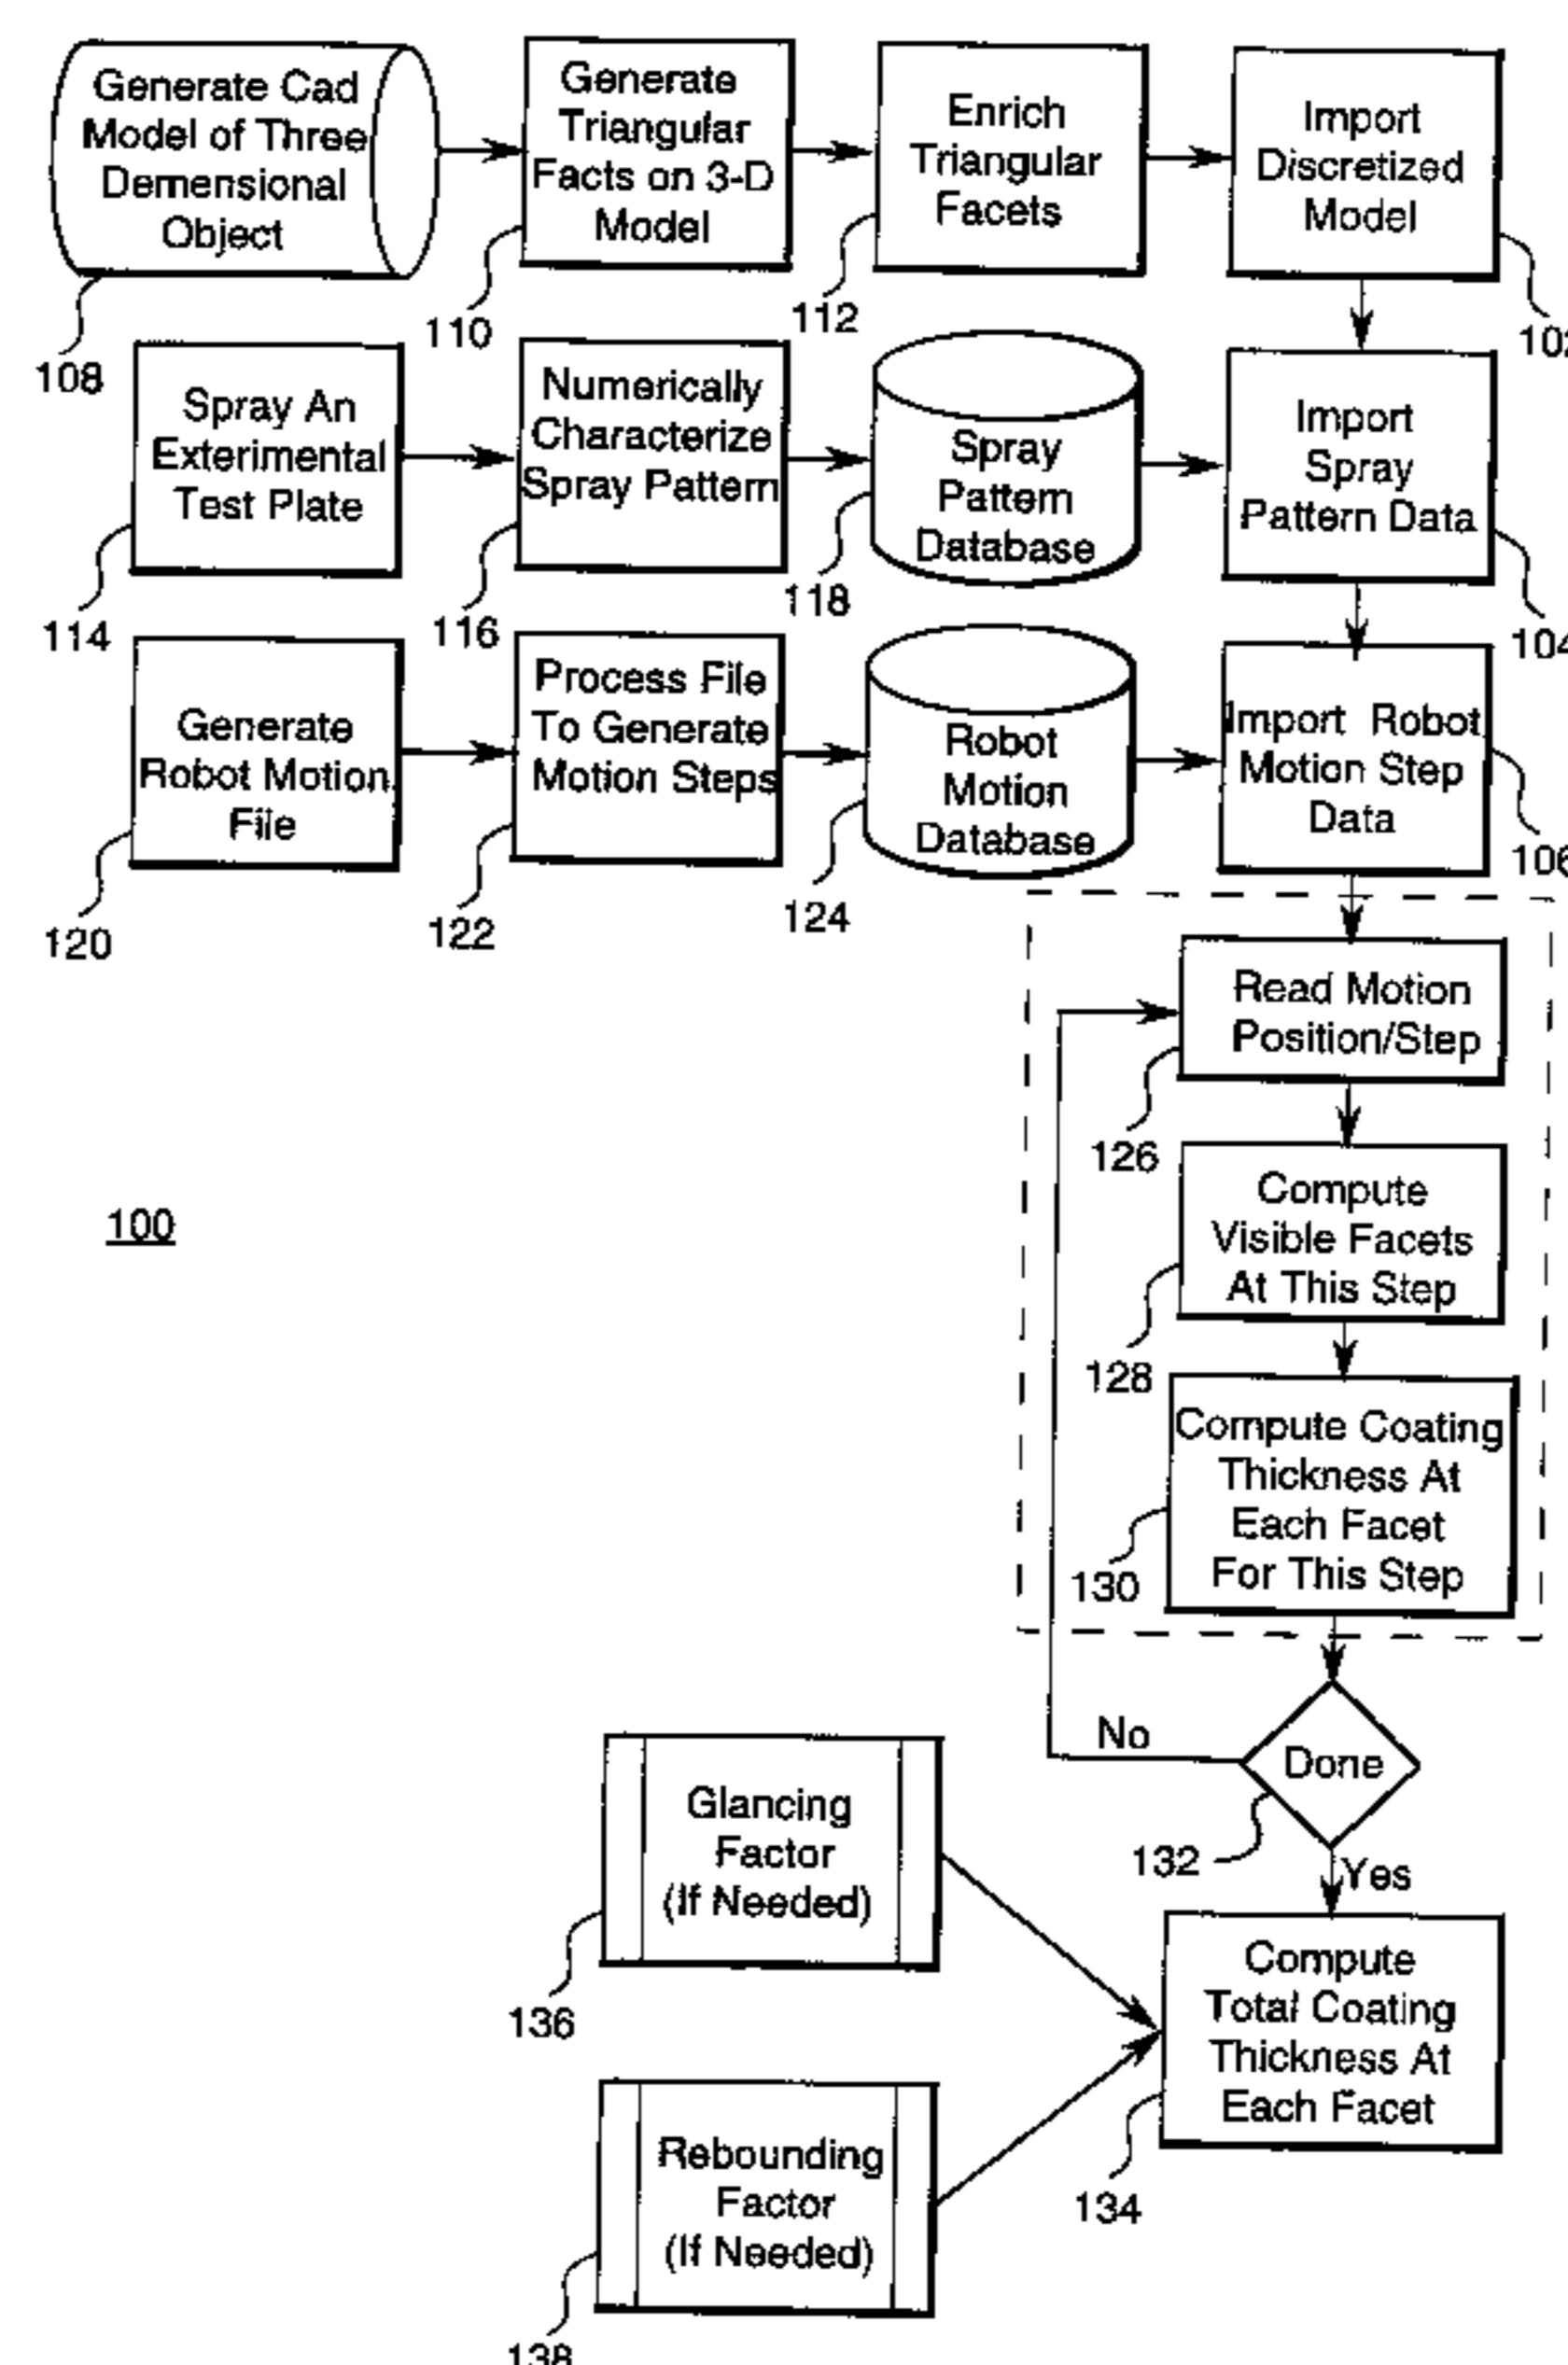 Generate Cad
Model of Three
Demensional
Object
108
Generate
Triangular
Facts on 3-D
Model
110
Enrich
Triangular
Facets
112
Import
Discretized
Model
102
Spray An
Exterimental
Test Plate
114
Numerically
Characterize
Spray Pattern
116
Spray
Pattern
Database
118
Import
Spray
Pattern Data
104
Generate
Robot Motion
File
120
Process File
To Generate
Motion Steps
122
Robot
Motion
Database
124
Import Robot
Motion Step
Data
106
Read Motion
Position/Step
126
100
Compute
Visible Facets
At This Step
128
Compute Coating
Thickness At
Each Facet
For This Step
130
No
Done
132
Yes
Glancing
Factor
(If Needed)
136
Compute
Total Coating
Thickness At
Each Facet
134
Rebounding
Factor
(If Needed)
138